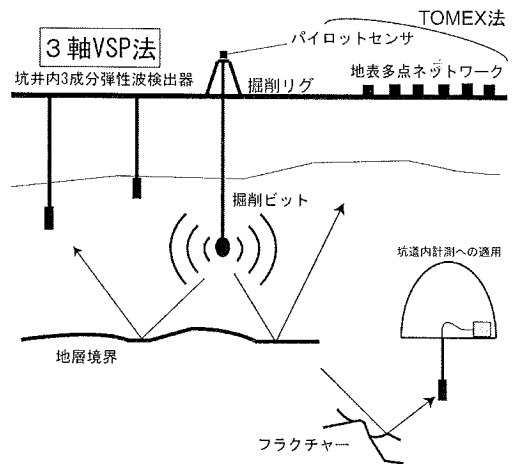 TOMEX法
３軸VSP法
パイロットセンサ
坑井内3成分弾性波検出器
掘削リグ
地表多点ネットワーク
掘削ビット
坑道内計測への適用
地層境界
フラクチャー